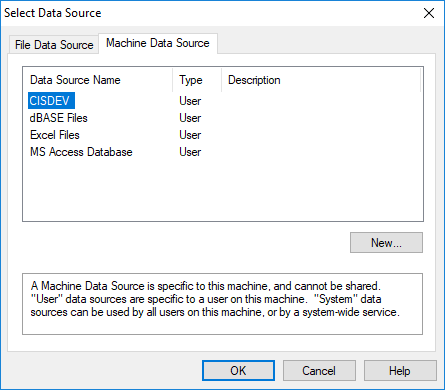 Select Data Source
File Data Source Machine Data Source
Data Source Name Type Description
CISDEV User
dBASE Files User
Excel Files User
MS Access Database User
New...
A Machine Data Source is specific to this machine, and cannot be shared.
"User" data sources are specific to a user on this machine. "System" data
sources can be used by all users on this machine, or by a system-wide service.
OK Cancel Help